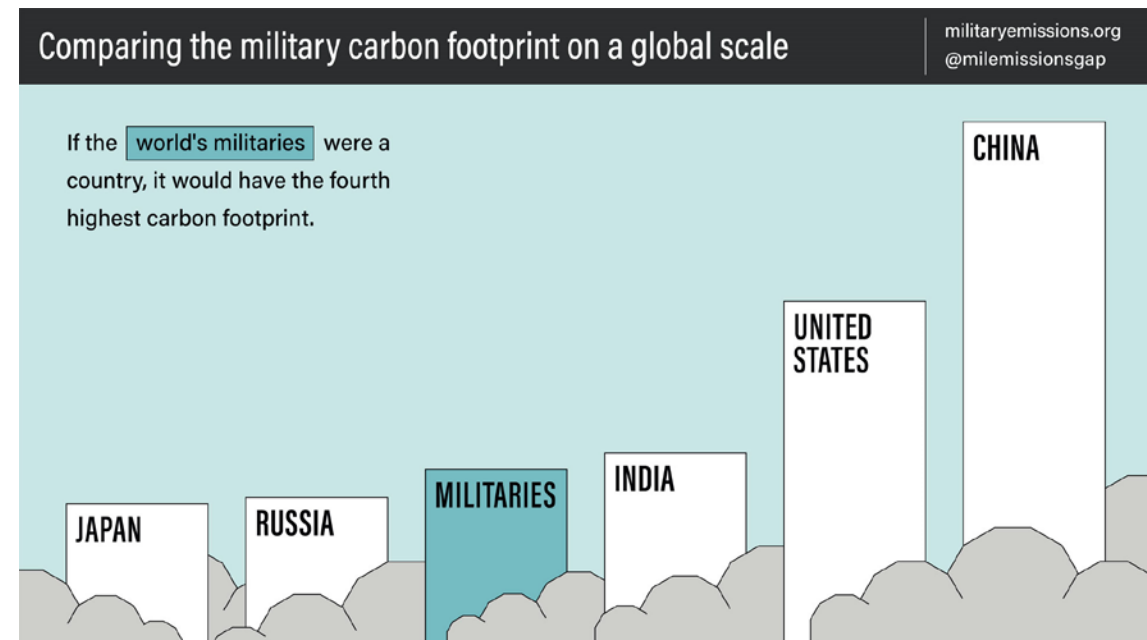 Comparing the military carbon footprint on a global scale
militaryemissions.org
@milemissionsgap
If the world's militaries were a
country, it would have the fourth
highest carbon footprint.
JAPAN
RUSSIA
MILITARIES
INDIA
UNITED
STATES
CHINA